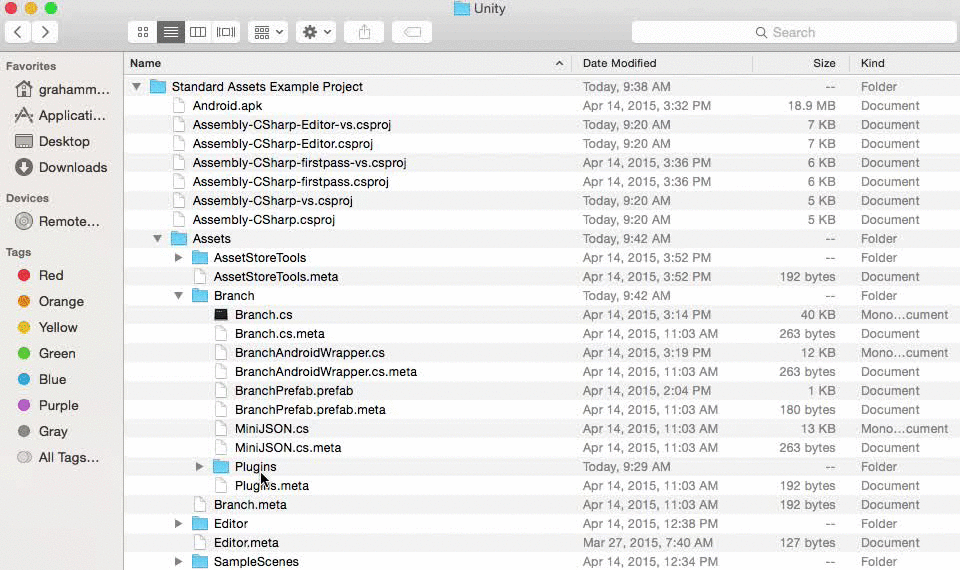 Unity
Search
Favorites
grahamm...
Applicati...
Desktop
Downloads
Devices
Remote...
Tags
Red
Orange
Yellow
Green
Blue
Purple
Gray
All Tags...
Name Date Modified Size Kind
Standard Assets Example Project Today, 9:38 AM -- Folder
Android.apk Apr 14, 2015, 3:32 PM 18.9 MB Document
Assembly-CSharp-Editor-vs.csproj Today, 9:20 AM 7 KB Document
Assembly-CSharp-Editor.csproj Today, 9:20 AM 7 KB Document
Assembly-CSharp-firstpass-vs.csproj Apr 14, 2015, 3:36 PM 6 KB Document
Assembly-CSharp-firstpass.csproj Apr 14, 2015, 3:36 PM 6 KB Document
Assembly-CSharp-vs.csproj Today, 9:20 AM 5 KB Document
Assembly-CSharp.csproj Today, 9:20 AM 5 KB Document
Assets Today, 9:42 AM -- Folder
AssetStoreTools Apr 14, 2015, 3:52 PM -- Folder
AssetStoreTools.meta Apr 14, 2015, 3:52 PM 192 bytes Document
Branch Today, 9:42 AM -- Folder
Branch.cs Apr 14, 2015, 3:14 PM 40 KB Mono...cument
Branch.cs.meta Apr 14, 2015, 11:03 AM 263 bytes Document
BranchAndroidWrapper.cs Apr 14, 2015, 3:19 PM 12 KB Mono...cument
BranchAndroidWrapper.cs.meta Apr 14, 2015, 11:03 AM 263 bytes Document
BranchPrefab.prefab Apr 14, 2015, 2:04 PM 1 KB Document
BranchPrefab.prefab.meta Apr 14, 2015, 11:03 AM 180 bytes Document
MiniJSON.cs Apr 14, 2015, 11:03 AM 13 KB Mono...cument
MiniJSON.cs.meta Apr 14, 2015, 11:03 AM 263 bytes Document
Plugins Today, 9:29 AM -- Folder
Plugins.meta Apr 14, 2015, 11:03 AM 192 bytes Document
Branch.meta Apr 14, 2015, 11:03 AM 192 bytes Document
Editor Apr 14, 2015, 12:38 PM -- Folder
Editor.meta Mar 27, 2015, 7:40 AM 127 bytes Document
SampleScenes Apr 14, 2015, 12:34 PM -- Folder